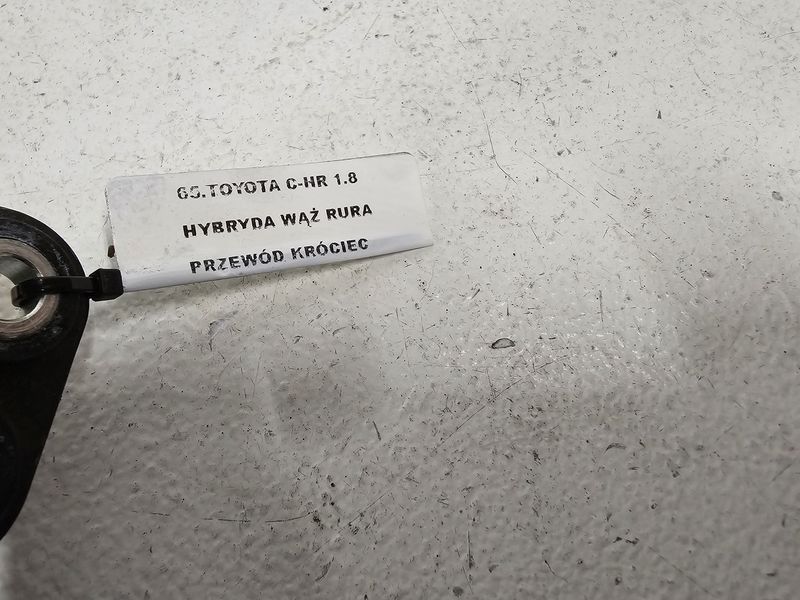 65.TOYOTA C-HR 1.8
HYBRYDA WĄŻ RURA
PRZEWÓD KRÓCIEC